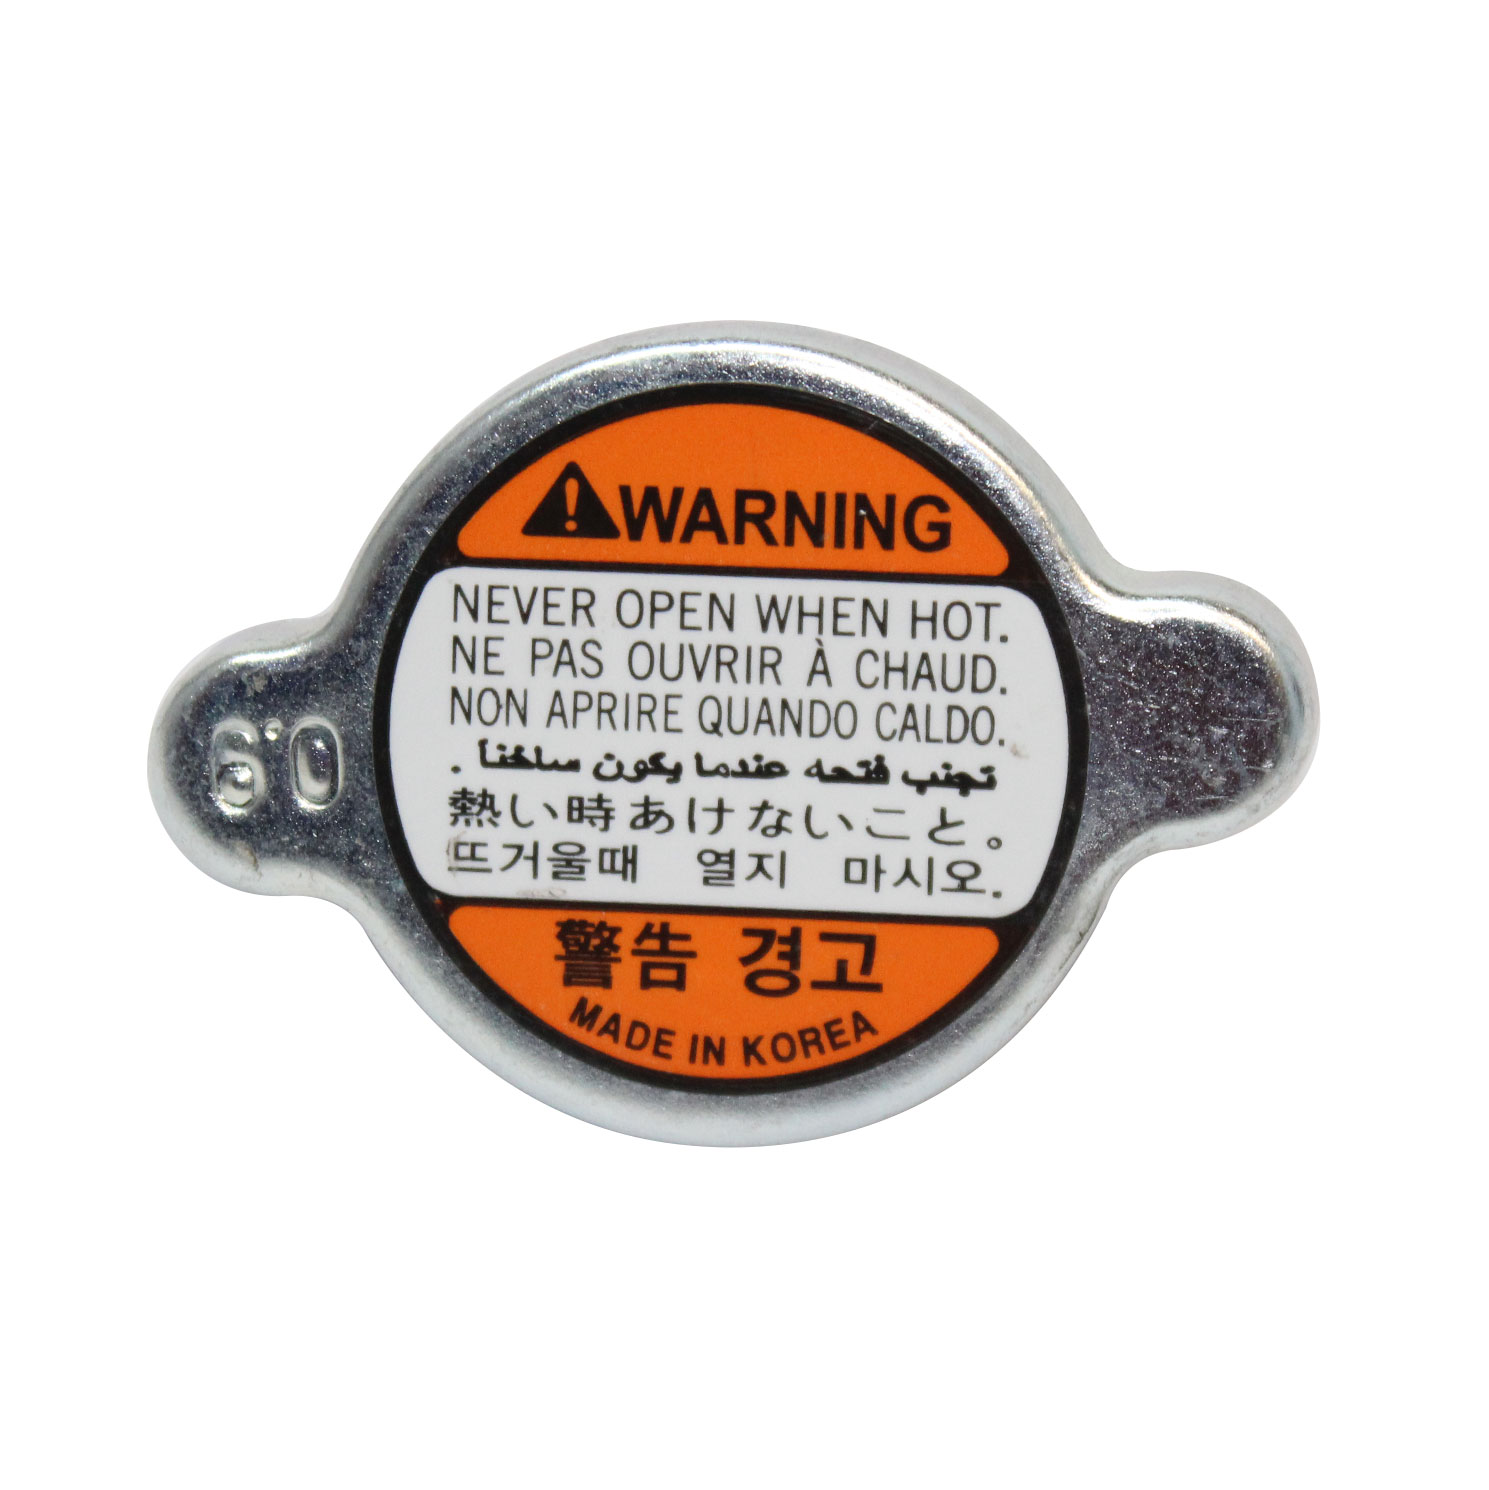 WARNING
NEVER OPEN WHEN HOT.
NE PAS OUVRIR À CHAUD.
NON APRIRE QUANDO CALDO.
تجنب فتحه عندما يكون ساخنا .
熱い時あけないこと。
뜨거울때 열지 마시오.
警告 경고
MADE IN KOREA
0.9